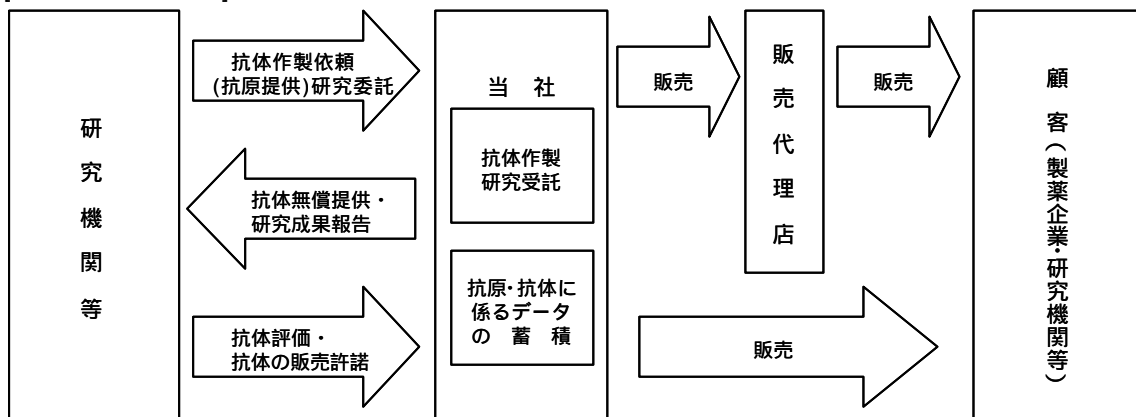 研究機関等
抗体作製依頼
(抗原提供)研究委託
抗体無償提供・
研究成果報告
抗体評価・
抗体の販売許諾
当社
抗体作製
研究受託
抗原・抗体に
係るデータ
の蓄積
販売
販売代理店
販売
販売
顧客(製薬企業・研究機関等)